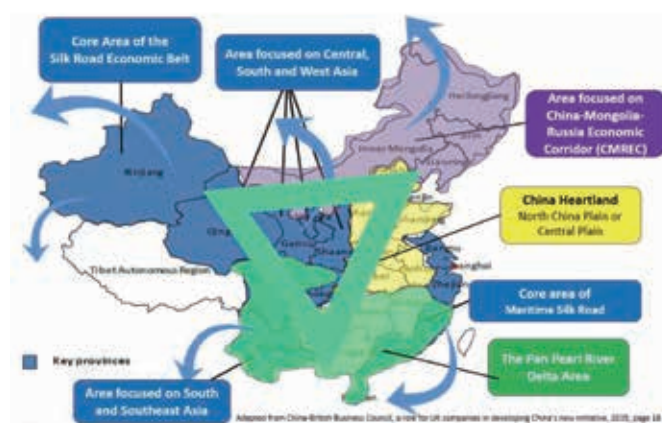 Core Area of the
Silk Road Economic Belt
Area focused on Central,
South and West Asia
Heilongjiang
Area focused on
China-Mongolia-
Russia Economic
Corridor (CMREC)
Inner Mongolia
Liaoning
Xinjiang
China Heartland
North China Plain or
Central Plain
Gansu
Shaanxi
Tibet Autonomous Region
Shanghai
Core area of
Maritime Silk Road
The Pan Pearl River
Delta Area
Key provinces
Area focused on South
and Southeast Asia
Adapted from China-British Business Council, a role for UK companies in developing China's new initiative, 2015, page 18